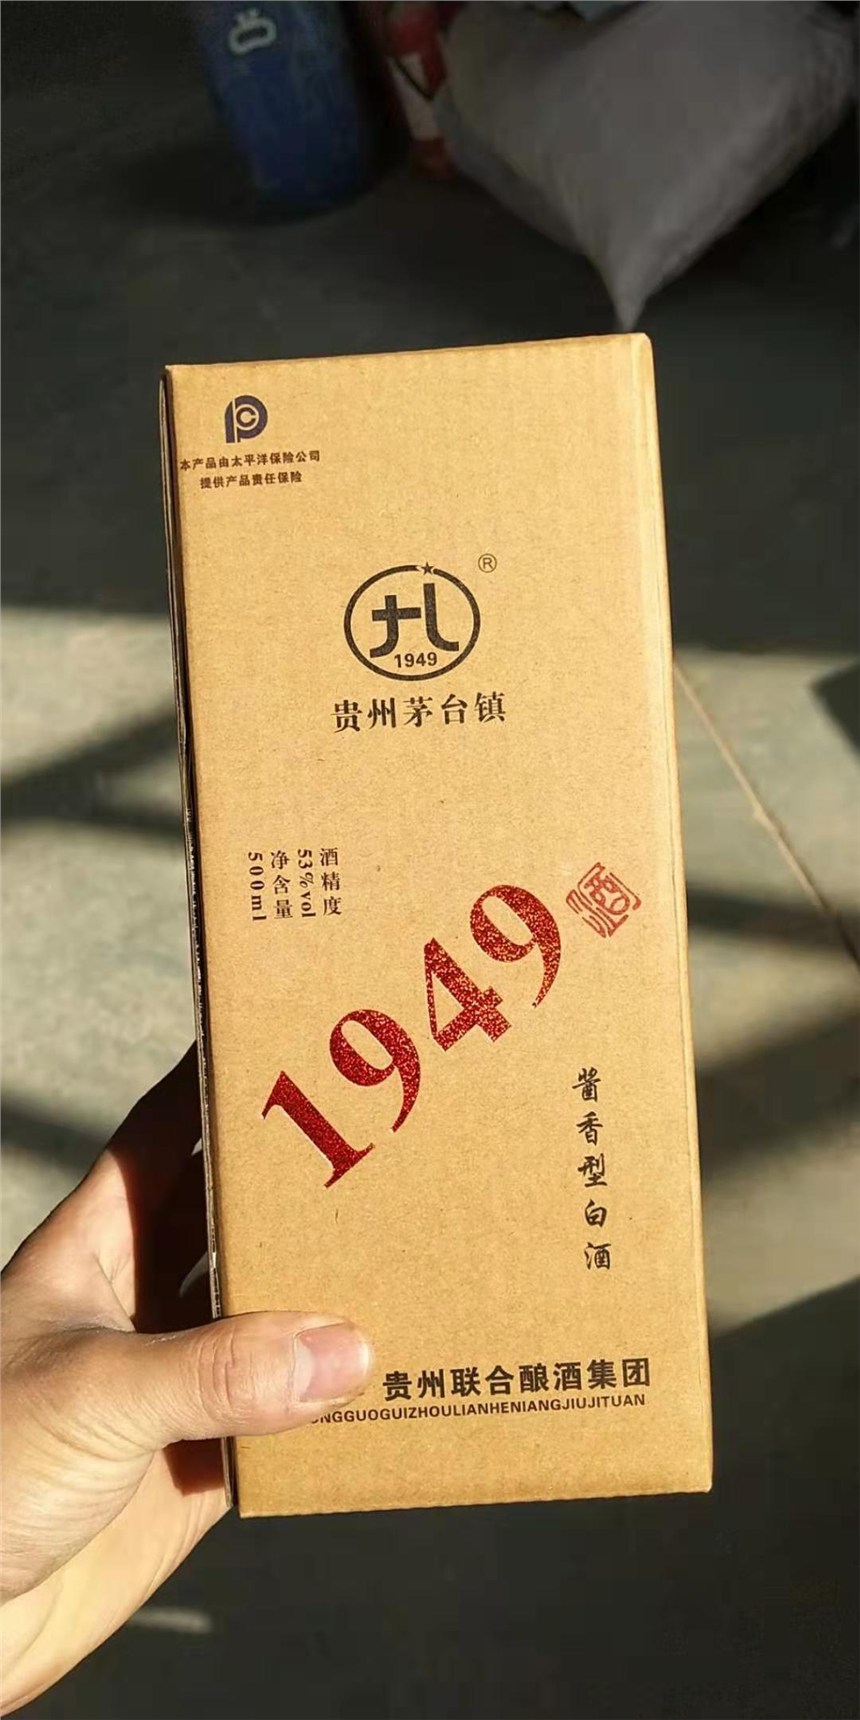 本产品由太平洋保险公司
提供产品责任保险
®
1949
贵州茅台镇
酒精度
53%vol
净含量
500ml
1949
酒
酱香型白酒
贵州联合酿酒集团
NGGUOGUIZHOULIANHENIANGJIUJITUAN